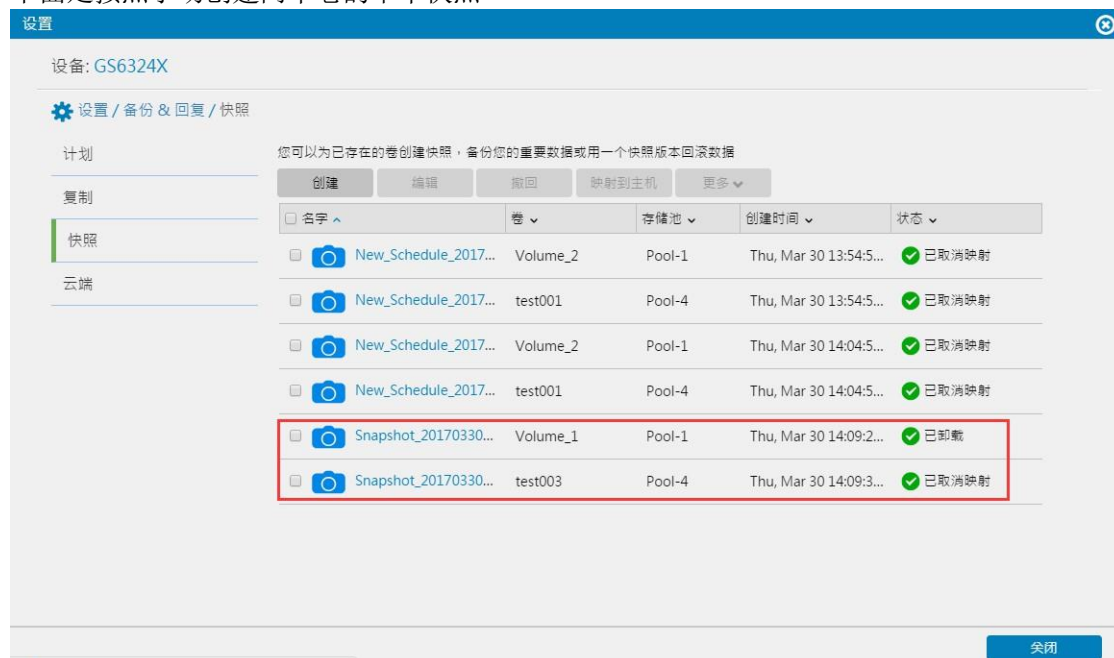 设置
设备: GS6324X
设置 / 备份 & 回复 / 快照
计划
复制
快照
云端
您可以为已存在的卷创建快照，备份您的重要数据或用一个快照版本回滚数据
创建 编辑 撤回 映射到主机 更多
名字 卷 存储池 创建时间 状态
New_Schedule_2017... Volume_2 Pool-1 Thu, Mar 30 13:54:5... 已取消映射
New_Schedule_2017... test001 Pool-4 Thu, Mar 30 13:54:5... 已取消映射
New_Schedule_2017... Volume_2 Pool-1 Thu, Mar 30 14:04:5... 已取消映射
New_Schedule_2017... test001 Pool-4 Thu, Mar 30 14:04:5... 已取消映射
Snapshot_20170330... Volume_1 Pool-1 Thu, Mar 30 14:09:2... 已卸载
Snapshot_20170330... test003 Pool-4 Thu, Mar 30 14:09:3... 已取消映射
关闭